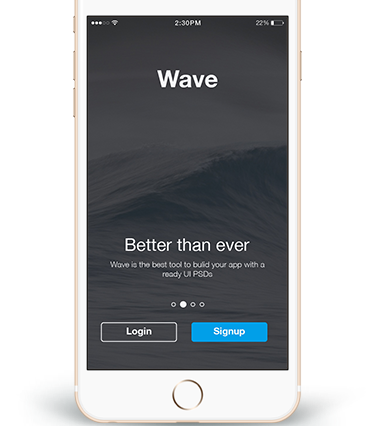 2:30PM 22%
Wave
Better than ever
Wave is the best tool to bulid your app with a
ready UI PSDs
Login Signup